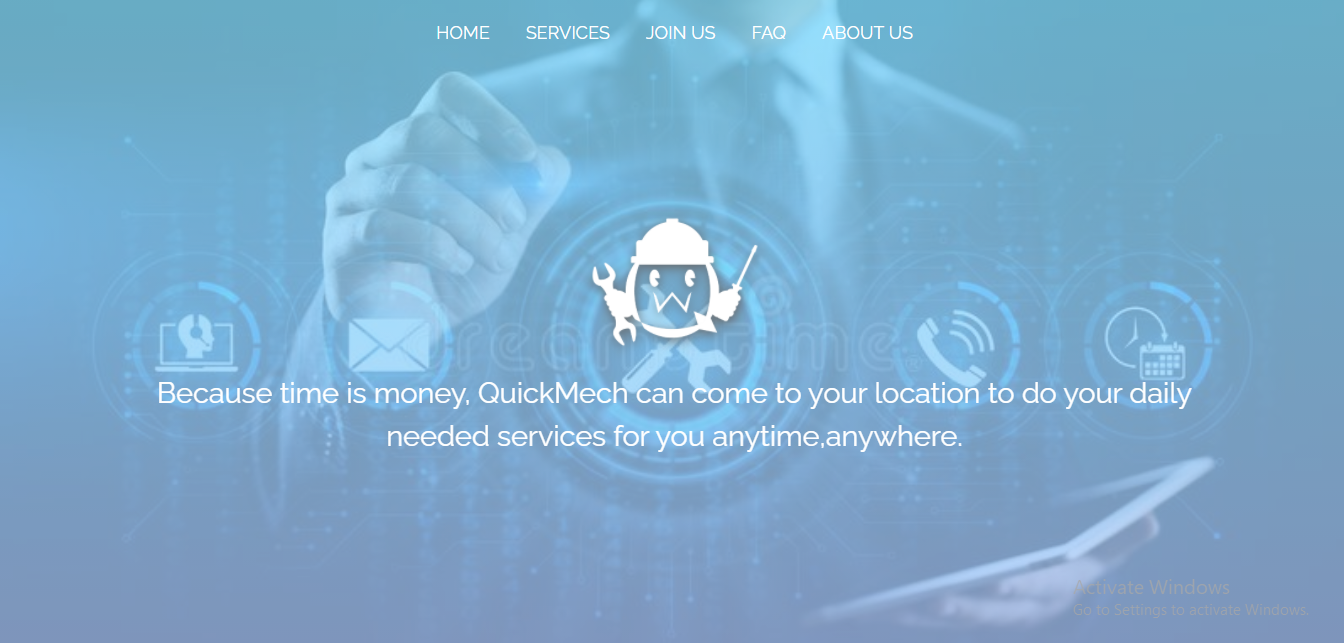 HOME SERVICES JOIN US FAQ ABOUT US
Because time is money, QuickMech can come to your location to do your daily
needed services for you anytime,anywhere.
Activate Windows
Go to Settings to activate Windows.